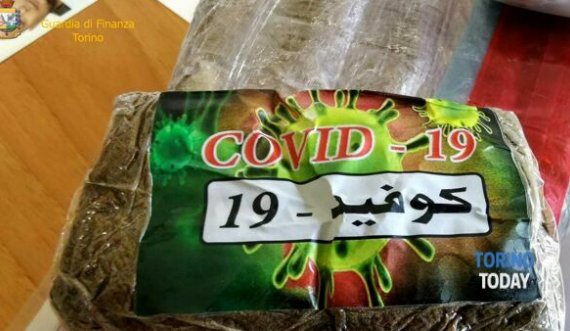 Guardia di Finanza
Torino
COVID - 19
كوفيد - 19
TORINO
TODAY